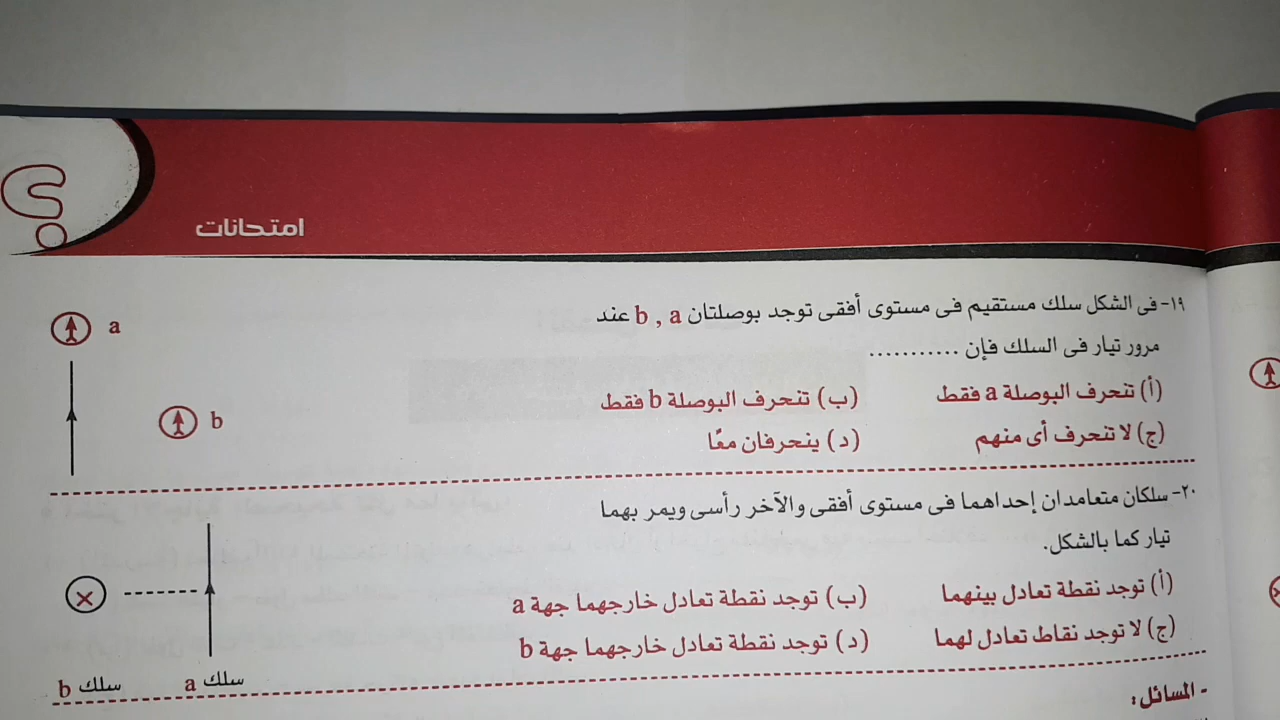 امتحانات
١٩- فى الشكل سلك مستقيم فى مستوى أفقى توجد بوصلتان b , a عند
مرور تيار فى السلك فإن ...........
(أ) تنحرف البوصلة a فقط
(ب) تنحرف البوصلة b فقط
(ج) لا تنحرف أى منهم
(د) ينحرفان معًا
a
b
٢٠- سلكان متعامدان إحداهما فى مستوى أفقى والآخر رأسى ويمر بهما
تيار كما بالشكل.
(أ) توجد نقطة تعادل بينهما
(ب) توجد نقطة تعادل خارجهما جهة a
(ج) لا توجد نقاط تعادل لهما
(د) توجد نقطة تعادل خارجهما جهة b
سلك a
سلك b
- المسائل :